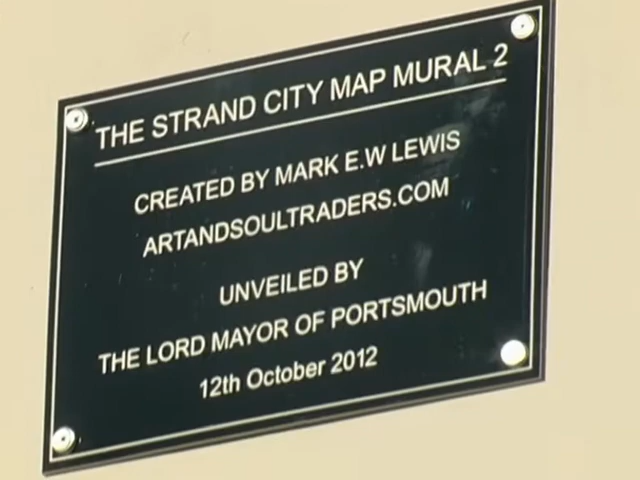 THE STRAND CITY MAP MURAL 2
CREATED BY MARK E.W LEWIS
ARTANDSOULTRADERS.COM
UNVEILED BY
THE LORD MAYOR OF PORTSMOUTH
12th October 2012